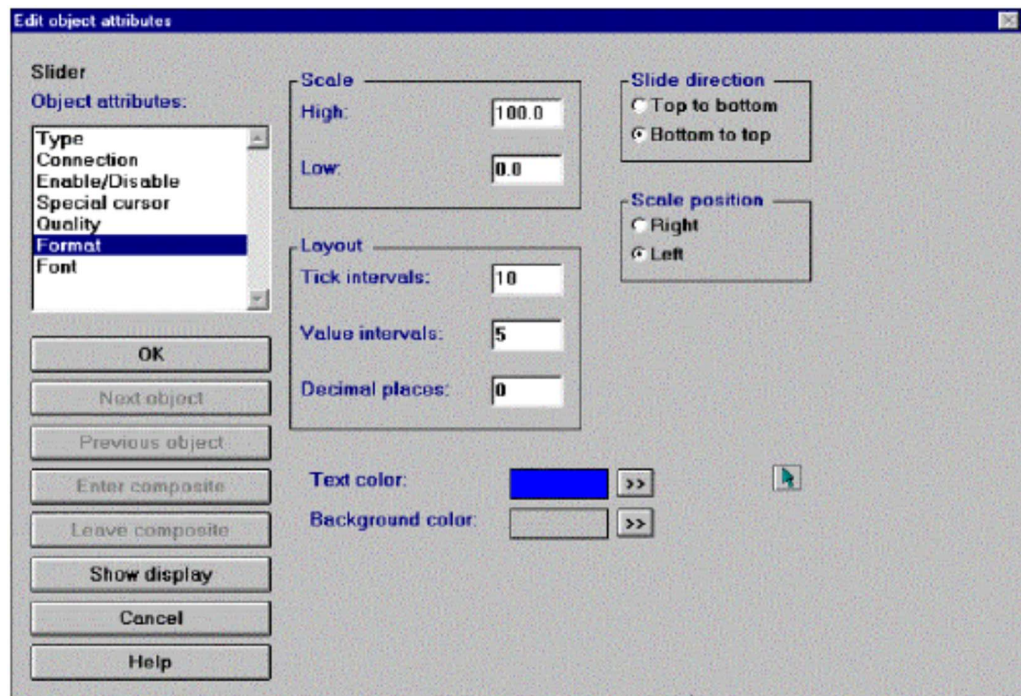 Edit object attributes
Slider
Object attributes:
Type
Connection
Enable/Disable
Special cursor
Quality
Format
Font
OK
Next object
Previous object
Enter composite
Leave composite
Show display
Cancel
Help
Scale
High: 100.0
Low: 0.0
Layout
Tick intervals: 10
Value intervals: 5
Decimal places: 0
Text color: >>
Background color: >>
Slide direction
Top to bottom
Bottom to top
Scale position
Right
Left